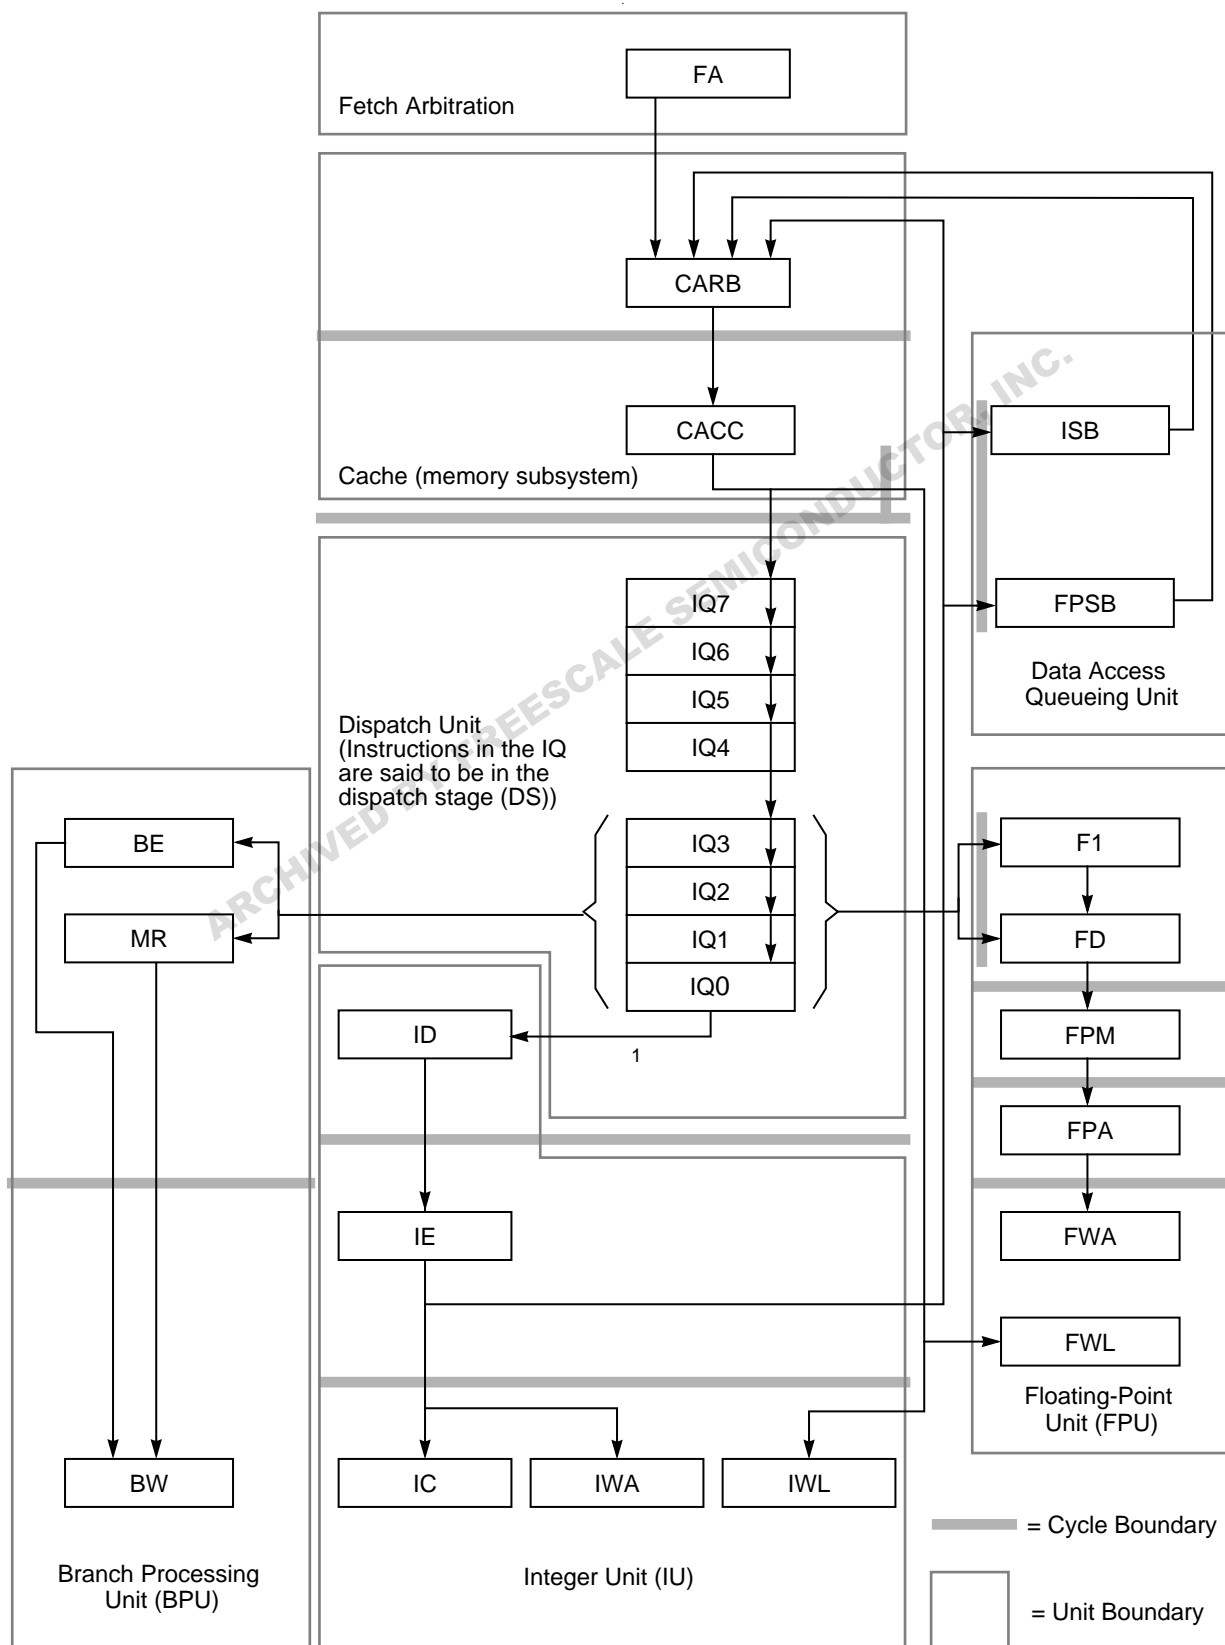 FA
Fetch Arbitration
CARB
CACC
Cache (memory subsystem)
ISB
FPSB
Data Access
Queueing Unit
IQ7
IQ6
IQ5
IQ4
Dispatch Unit
(Instructions in the IQ
are said to be in the
dispatch stage (DS))
IQ3
IQ2
IQ1
IQ0
BE
MR
F1
FD
FPM
FPA
FWA
FWL
Floating-Point
Unit (FPU)
ID
1
IE
BW
IC
IWA
IWL
Branch Processing
Unit (BPU)
Integer Unit (IU)
= Cycle Boundary
= Unit Boundary
ARCHIVED BY FREESCALE SEMICONDUCTOR, INC.